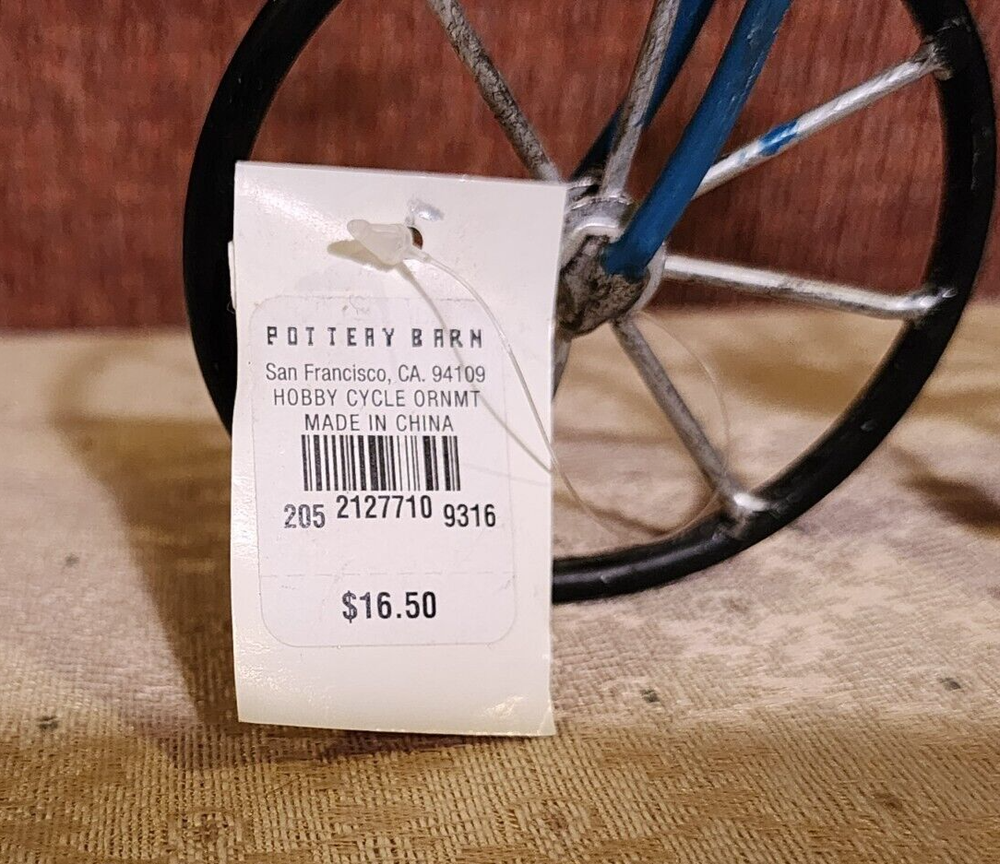 POTTERY BARN
San Francisco, CA. 94109
HOBBY CYCLE ORNMT
MADE IN CHINA
205 2127710 9316
$16.50